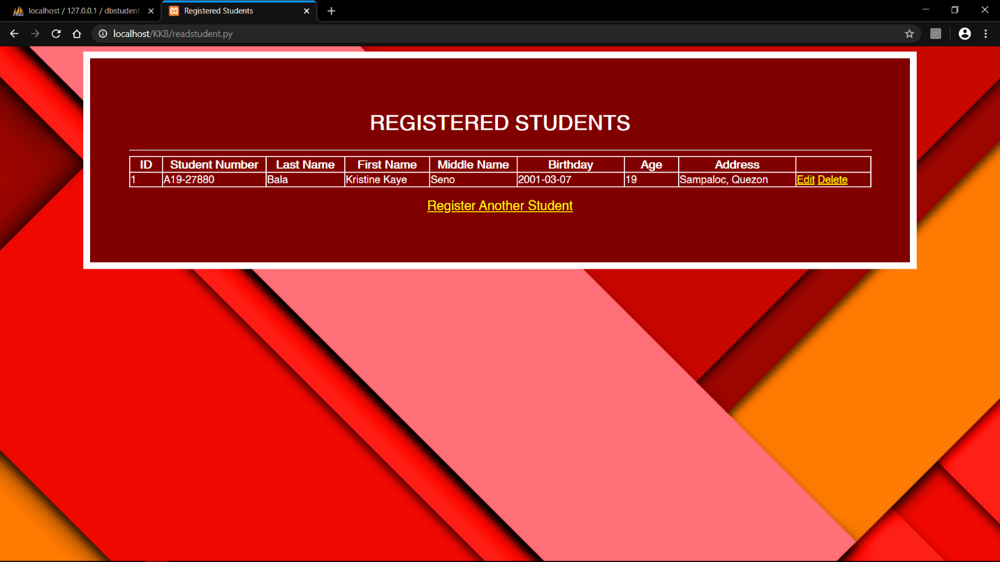 localhost / 127.0.0.1 / dbstudent
Registered Students
localhost/KKB/readstudent.py
REGISTERED STUDENTS
ID Student Number Last Name First Name Middle Name Birthday Age Address
1 A19-27880 Bala Kristine Kaye Seno 2001-03-07 19 Sampaloc, Quezon Edit Delete
Register Another Student